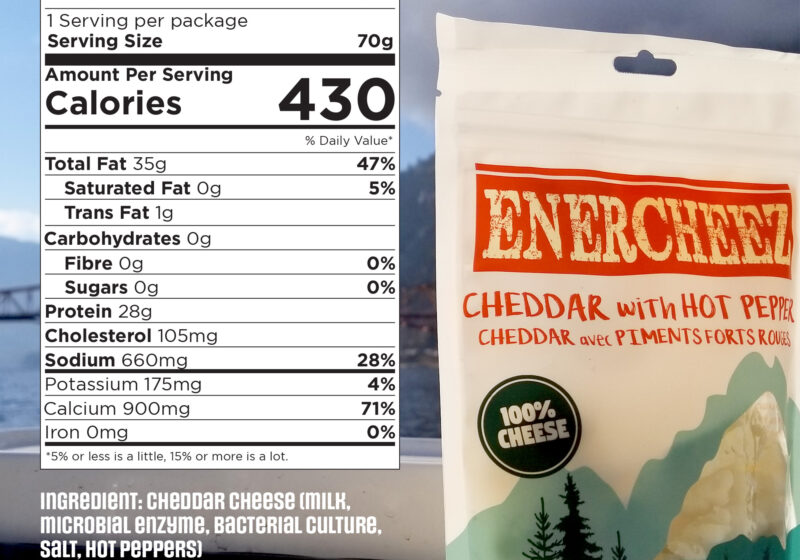 1 Serving per package
Serving Size 70g
Amount Per Serving
Calories 430
% Daily Value*
Total Fat 35g 47%
Saturated Fat 0g 5%
Trans Fat 1g
Carbohydrates 0g
Fibre 0g 0%
Sugars 0g 0%
Protein 28g
Cholesterol 105mg
Sodium 660mg 28%
Potassium 175mg 4%
Calcium 900mg 71%
Iron 0mg 0%
*5% or less is a little, 15% or more is a lot.
Ingredient: Cheddar Cheese (Milk,
Microbial Enzyme, Bacterial Culture,
Salt, Hot Peppers)
ENERCHEEZ
CHEDDAR with HOT PEPPER
CHEDDAR avec PIMENTS FORTS ROUGES
100%
CHEESE